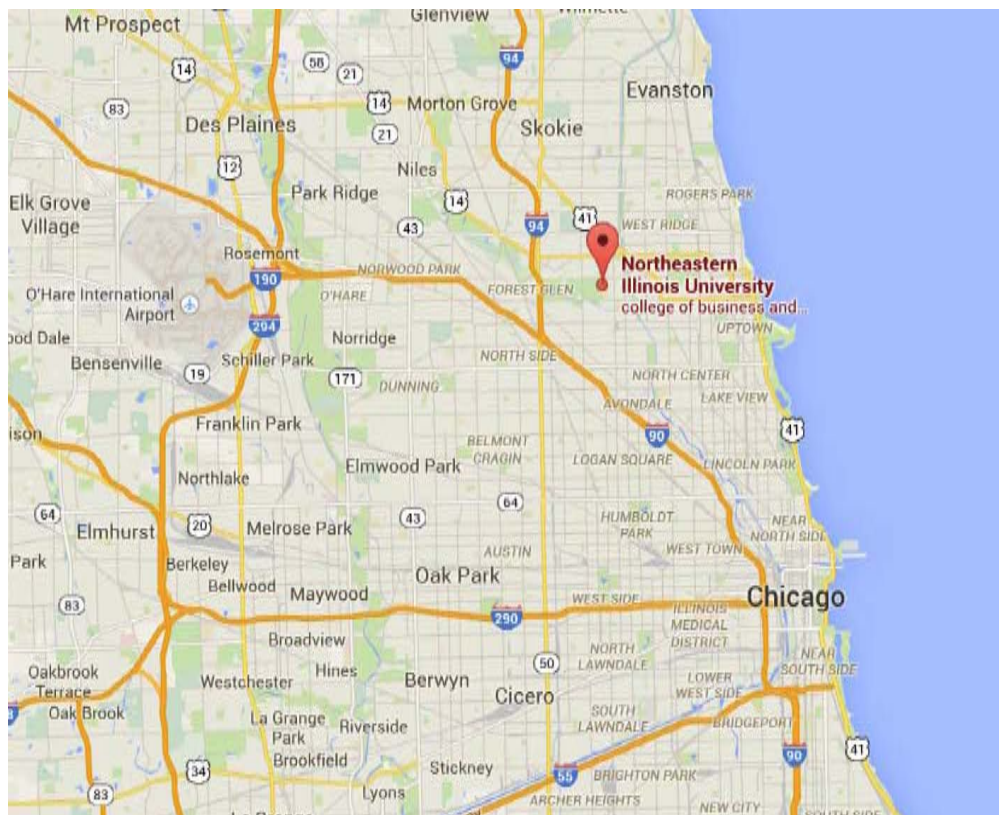 Glenview
Mt Prospect
94
58
21
14
Evanston
83
14
Morton Grove
Des Plaines
21
Skokie
12
Niles
Park Ridge
ROGERS PARK
Elk Grove
Village
14
41
43
94
WEST RIDGE
Rosemont
190
NORWOOD PARK
Northeastern
Illinois University
college of business and...
FOREST GLEN
O'HARE
O'Hare International
Airport
294
UPTOWN
Norridge
Bensenville
Schiller Park
NORTH SIDE
19
171
DUNNING
NORTH CENTER
LAKE VIEW
AVONDALE
Franklin Park
41
90
BELMONT
CRAGIN
LOGAN SQUARE
LINCOLN PARK
Elmwood Park
Northlake
64
64
43
20
Elmhurst
Melrose Park
HUMBOLDT
PARK
NEAR
NORTH SIDE
AUSTIN
WEST TOWN
Park
Berkeley
Bellwood
Maywood
Oak Park
Chicago
WEST SIDE
83
290
ILLINOIS
MEDICAL
DISTRICT
Broadview
NORTH
LAWNDALE
50
NEAR
SOUTH SIDE
Oakbrook
Terrace
Hines
Westchester
Berwyn
LOWER
WEST SIDE
Cicero
Oak Brook
La Grange
Park
Riverside
SOUTH
LAWNDALE
BRIDGEPORT
41
90
Brookfield
Stickney
34
55
BRIGHTON PARK
83
Lyons
ARCHER HEIGHTS
NEW CITY